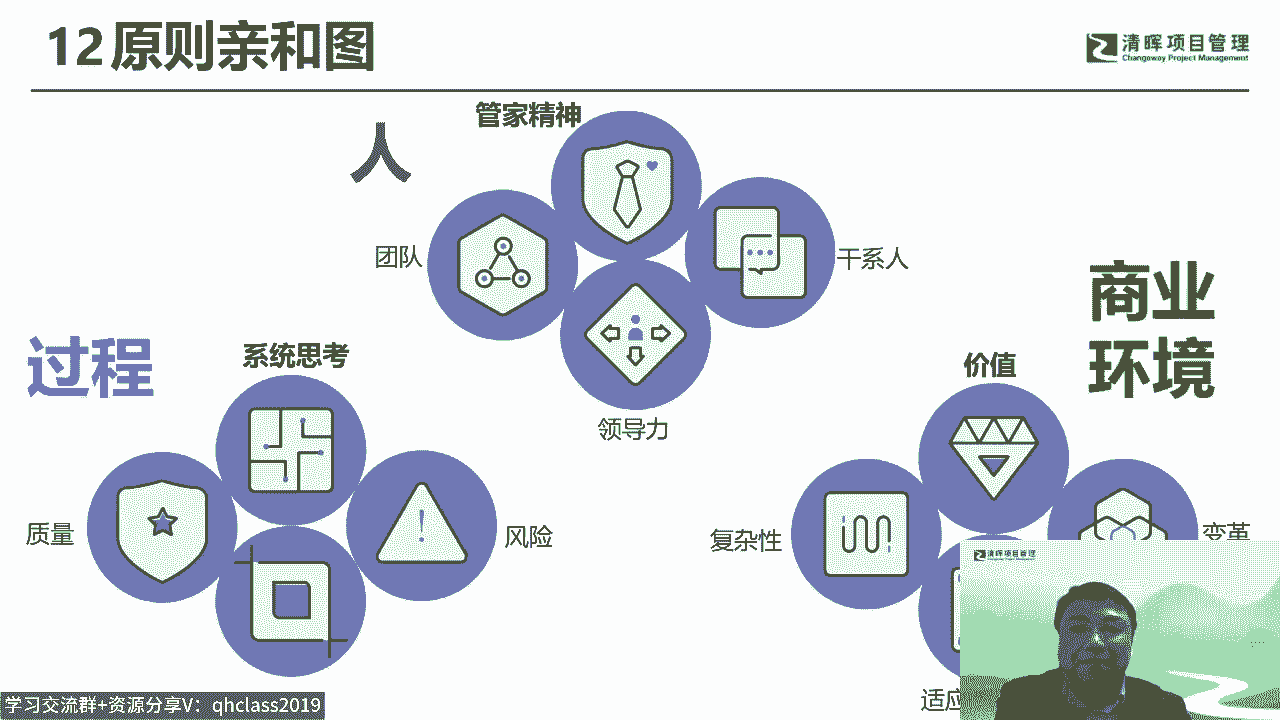 12原则亲和图
清晖项目管理
Changeway Project Management
人
管家精神
团队
干系人
领导力
商业
环境
过程
系统思考
质量
风险
价值
复杂性
变革
适应
清晖项目管理
学习交流群+资源分享V：qhclass2019